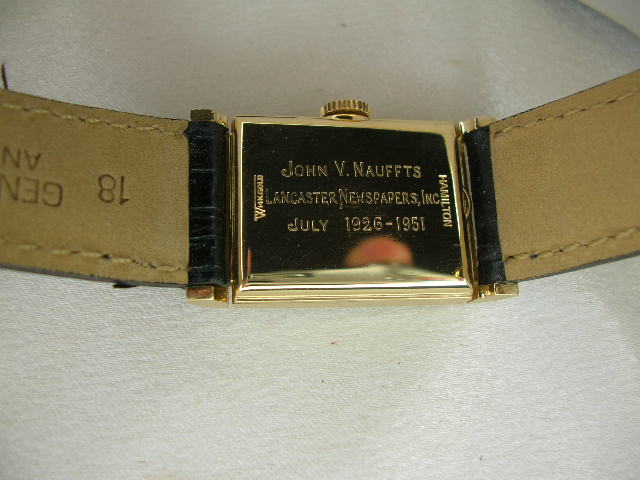 JOHN V. NAUFFTS
LANCASTER NEWSPAPERS, INC.
JULY 1926-1951
HAMILTON
14K GOLD
18
GEN
AN